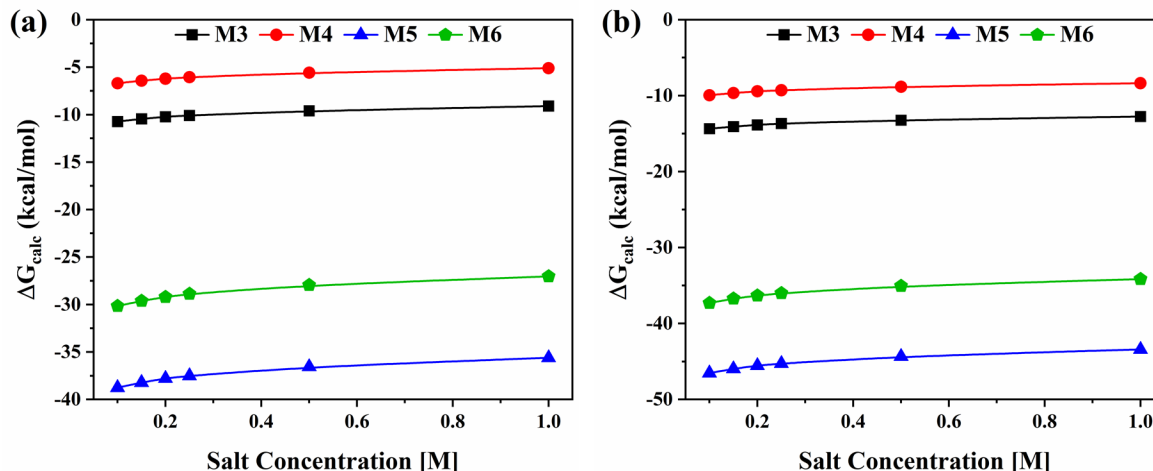 (a)
M3 M4 M5 M6
0
-5
-10
-15
-20
-25
-30
-35
-40
ΔG_calc (kcal/mol)
0.2 0.4 0.6 0.8 1.0
Salt Concentration [M]
(b)
M3 M4 M5 M6
0
-10
-20
-30
-40
-50
ΔG_calc (kcal/mol)
0.2 0.4 0.6 0.8 1.0
Salt Concentration [M]